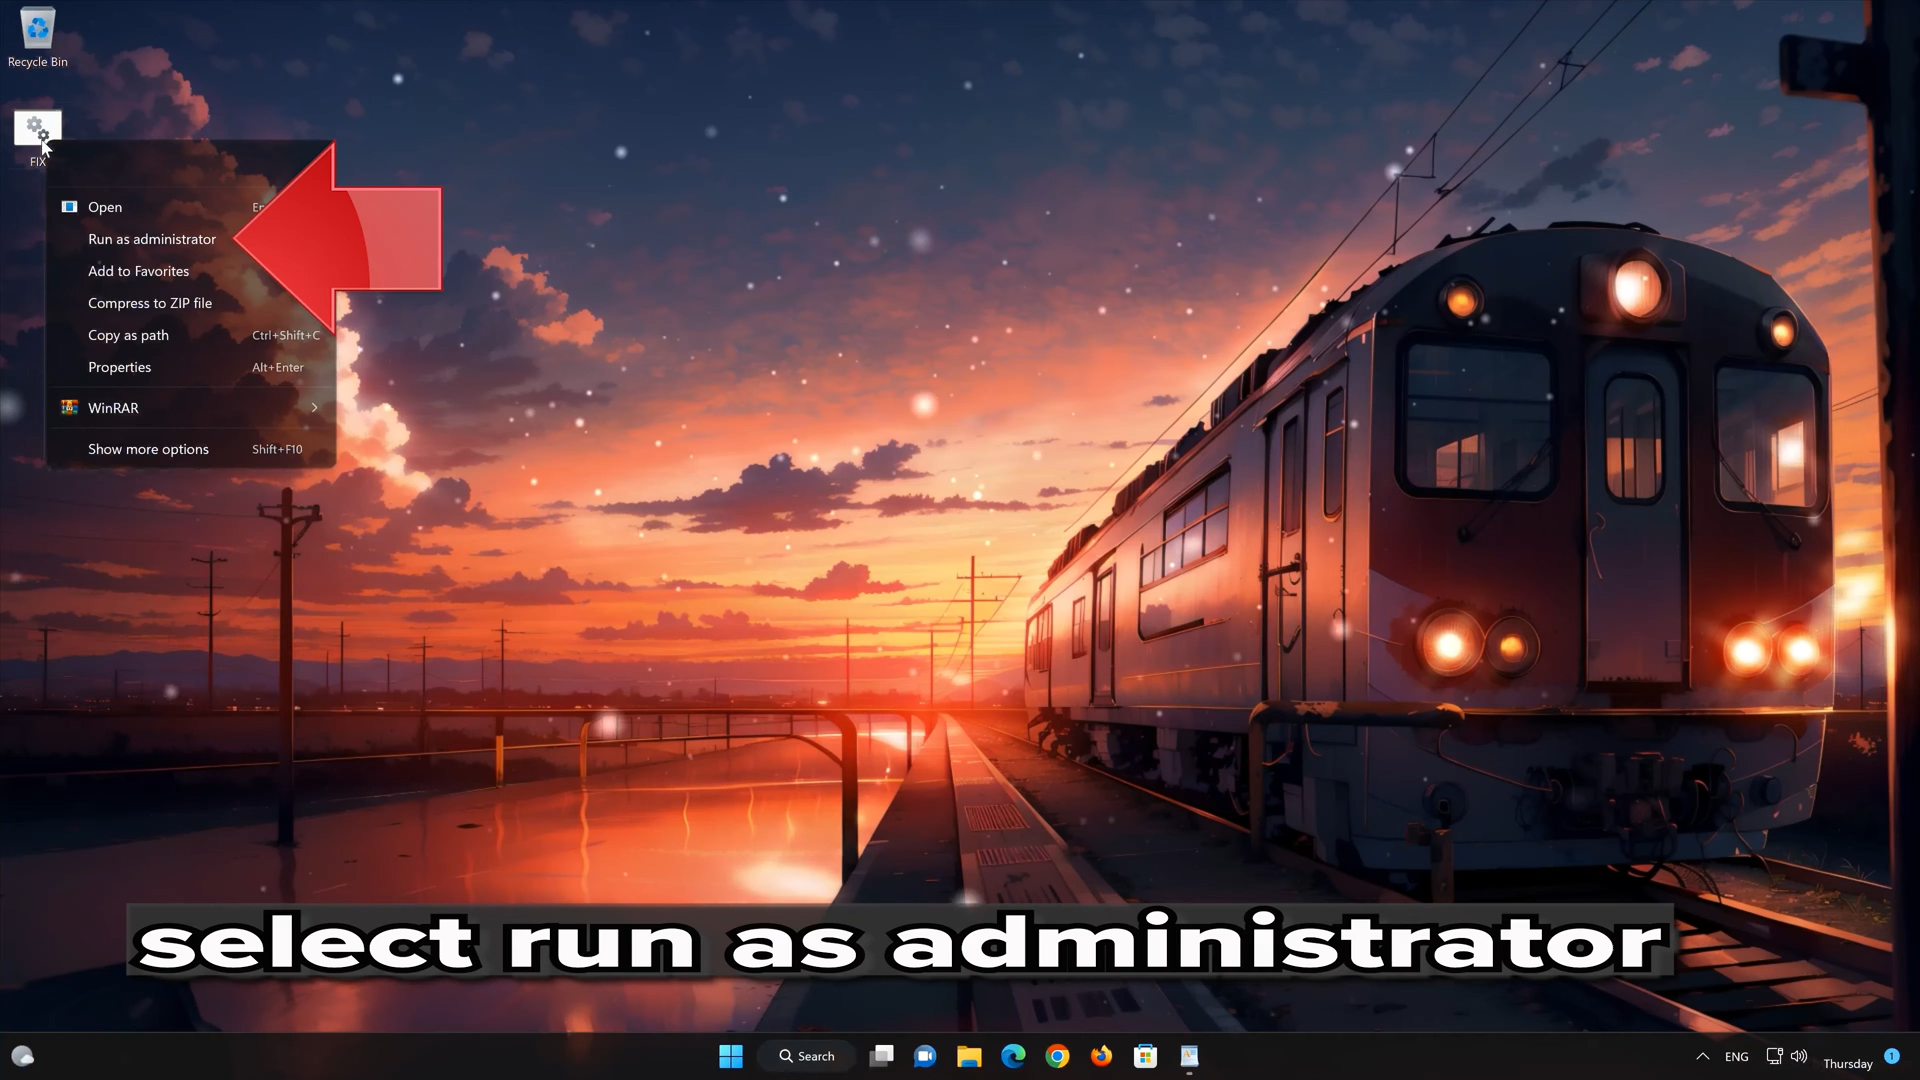 Recycle Bin
FIX
Open
Run as administrator
Add to Favorites
Compress to ZIP file
Copy as path Ctrl+Shift+C
Properties Alt+Enter
WinRAR
Show more options Shift+F10
select run as administrator
Search
ENG
Thursday
1